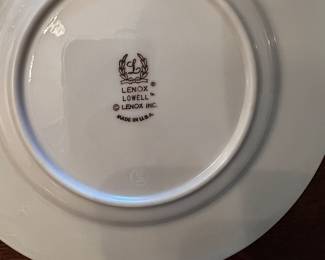 L
LENOX ®
LOWELL
© LENOX INC.
MADE IN U.S.A.